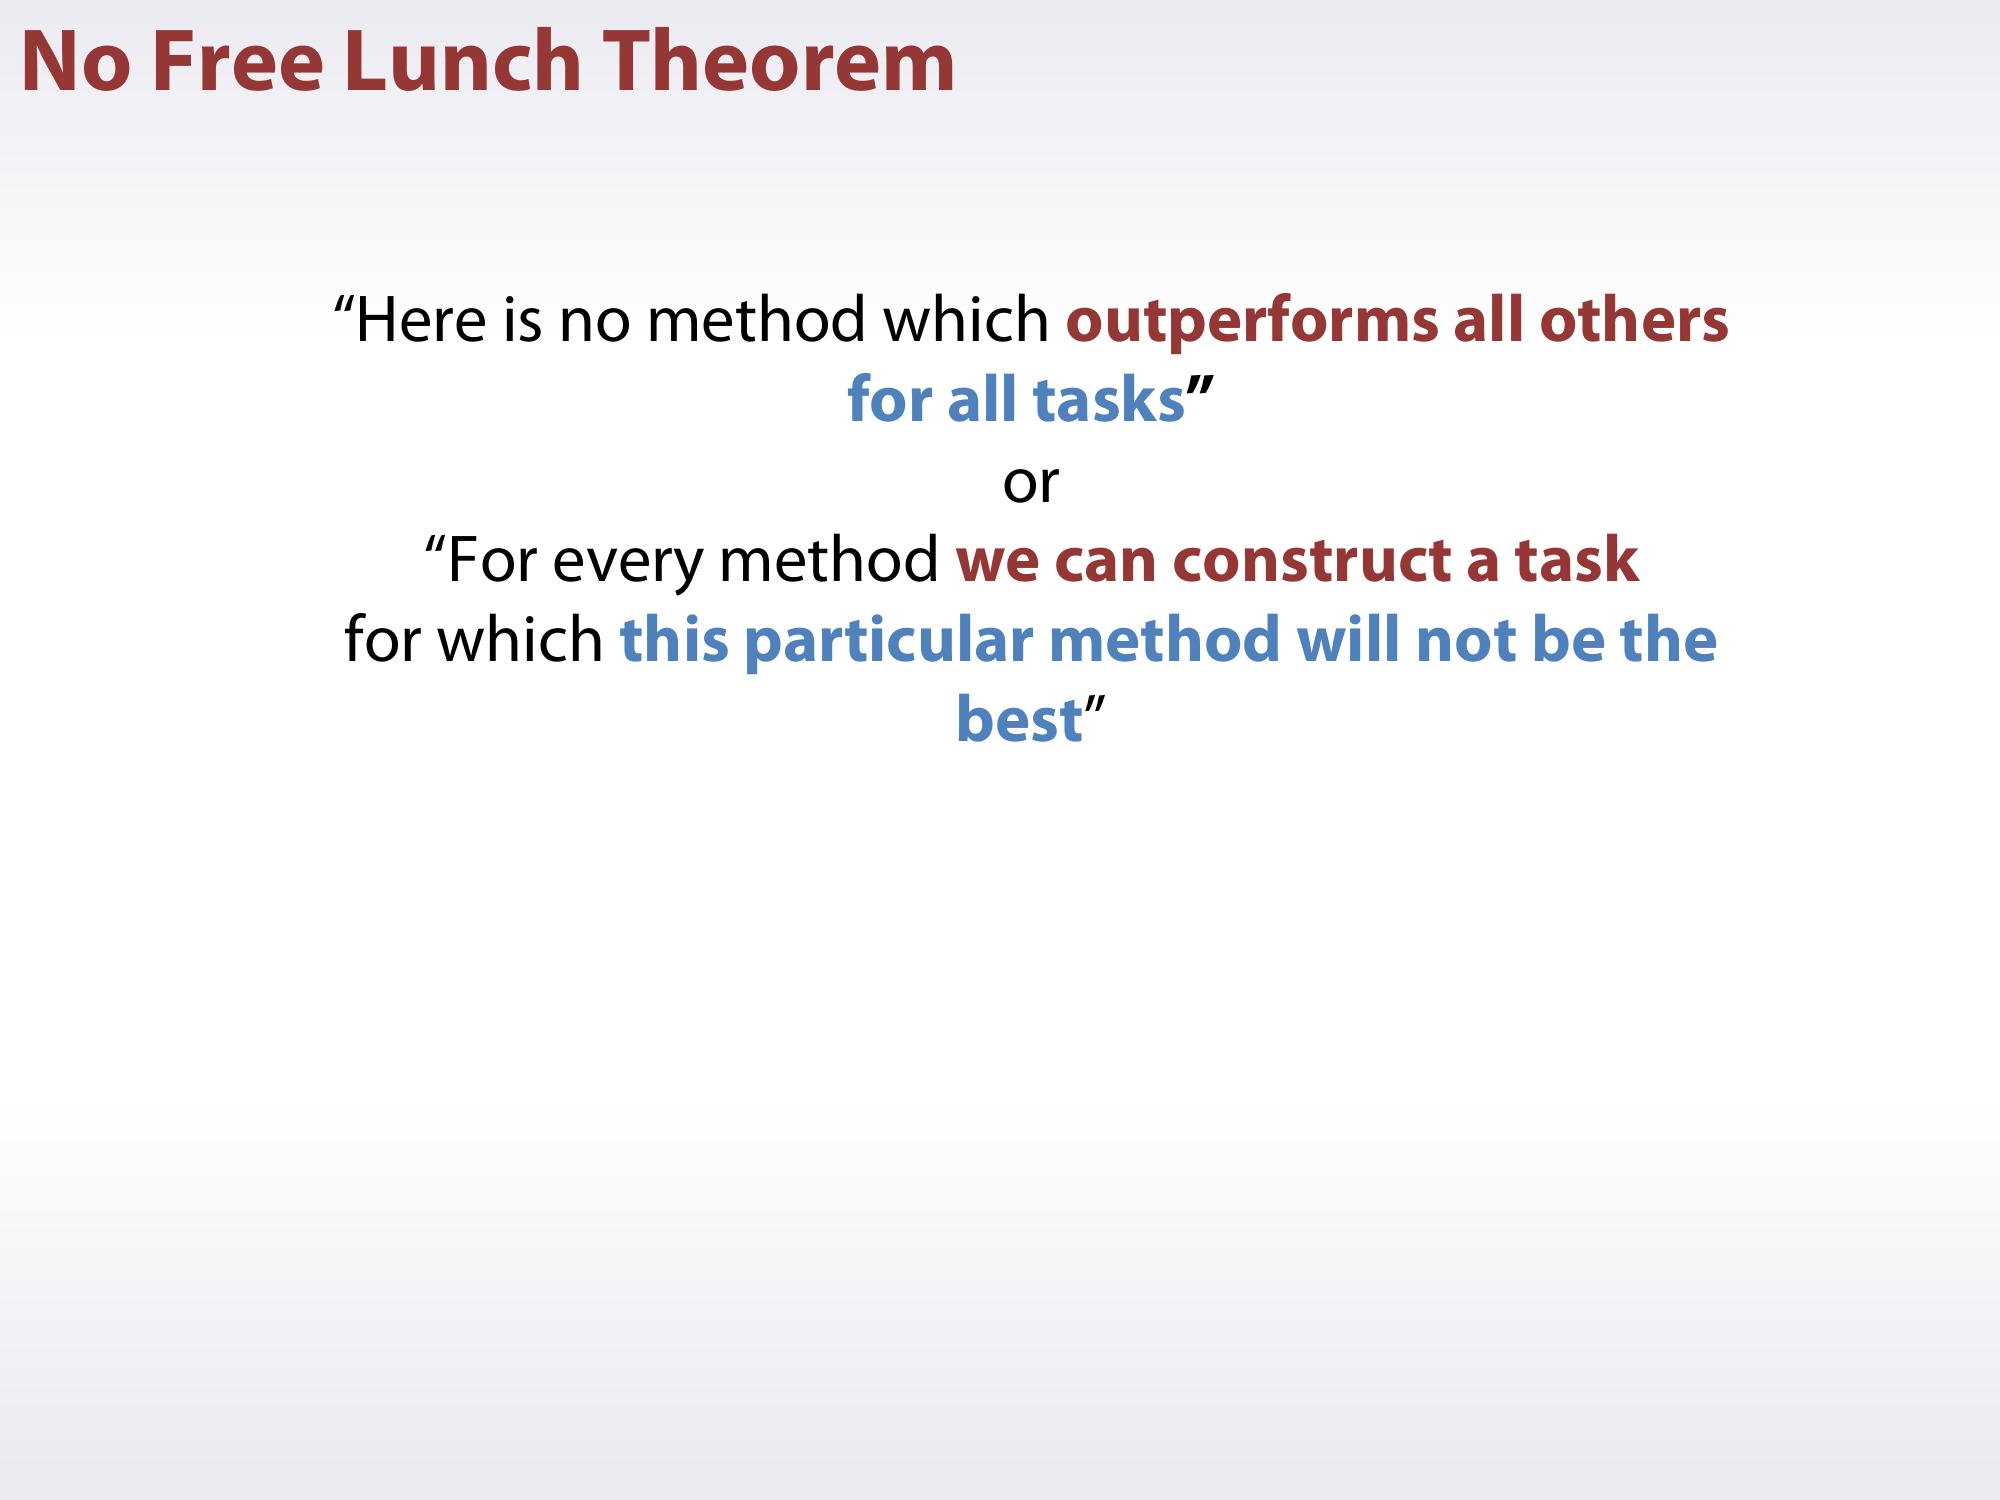 No Free Lunch Theorem
“Here is no method which outperforms all others
for all tasks”
or
“For every method we can construct a task
for which this particular method will not be the
best”